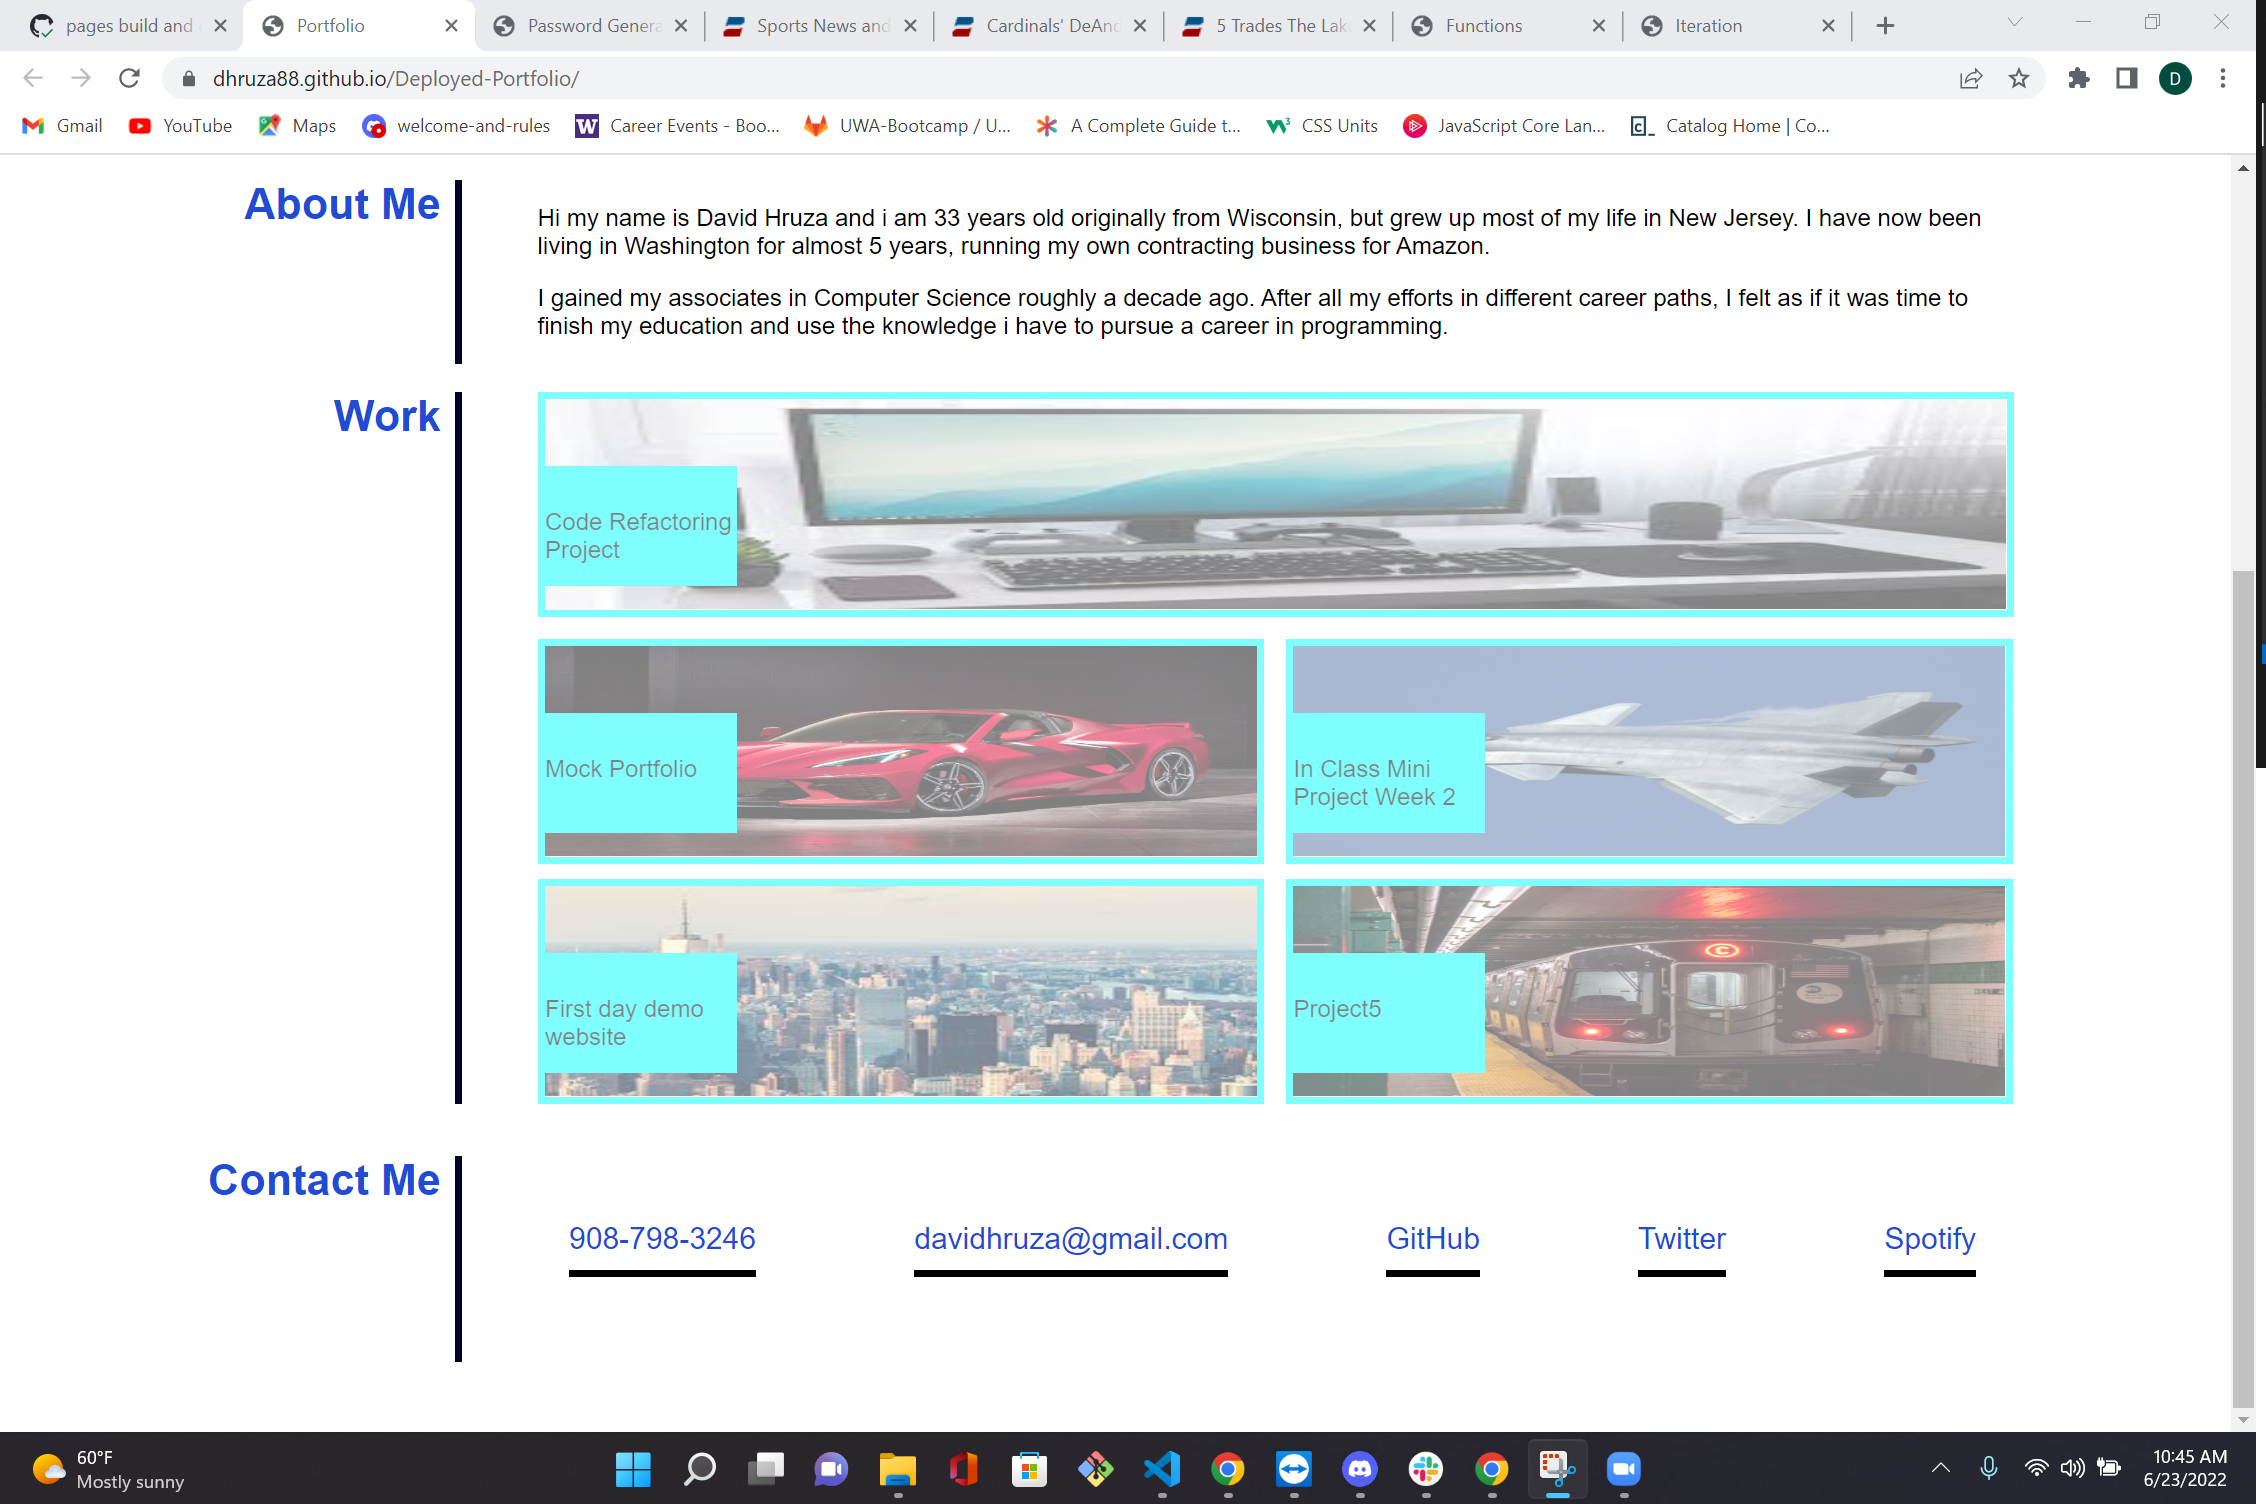 pages build and
Portfolio
Password Genera
Sports News and
Cardinals' DeAnd
5 Trades The Lak
Functions
Iteration
dhruza88.github.io/Deployed-Portfolio/
D
Gmail
YouTube
Maps
welcome-and-rules
W
Career Events - Boo...
UWA-Bootcamp / U...
A Complete Guide t...
CSS Units
JavaScript Core Lan...
Catalog Home | Co...
About Me
Hi my name is David Hruza and i am 33 years old originally from Wisconsin, but grew up most of my life in New Jersey. I have now been
living in Washington for almost 5 years, running my own contracting business for Amazon.
I gained my associates in Computer Science roughly a decade ago. After all my efforts in different career paths, I felt as if it was time to
finish my education and use the knowledge i have to pursue a career in programming.
Work
Code Refactoring
Project
Mock Portfolio
In Class Mini
Project Week 2
First day demo
website
Project5
C
Contact Me
908-798-3246
davidhruza@gmail.com
GitHub
Twitter
Spotify
60°F
Mostly sunny
10:45 AM
6/23/2022